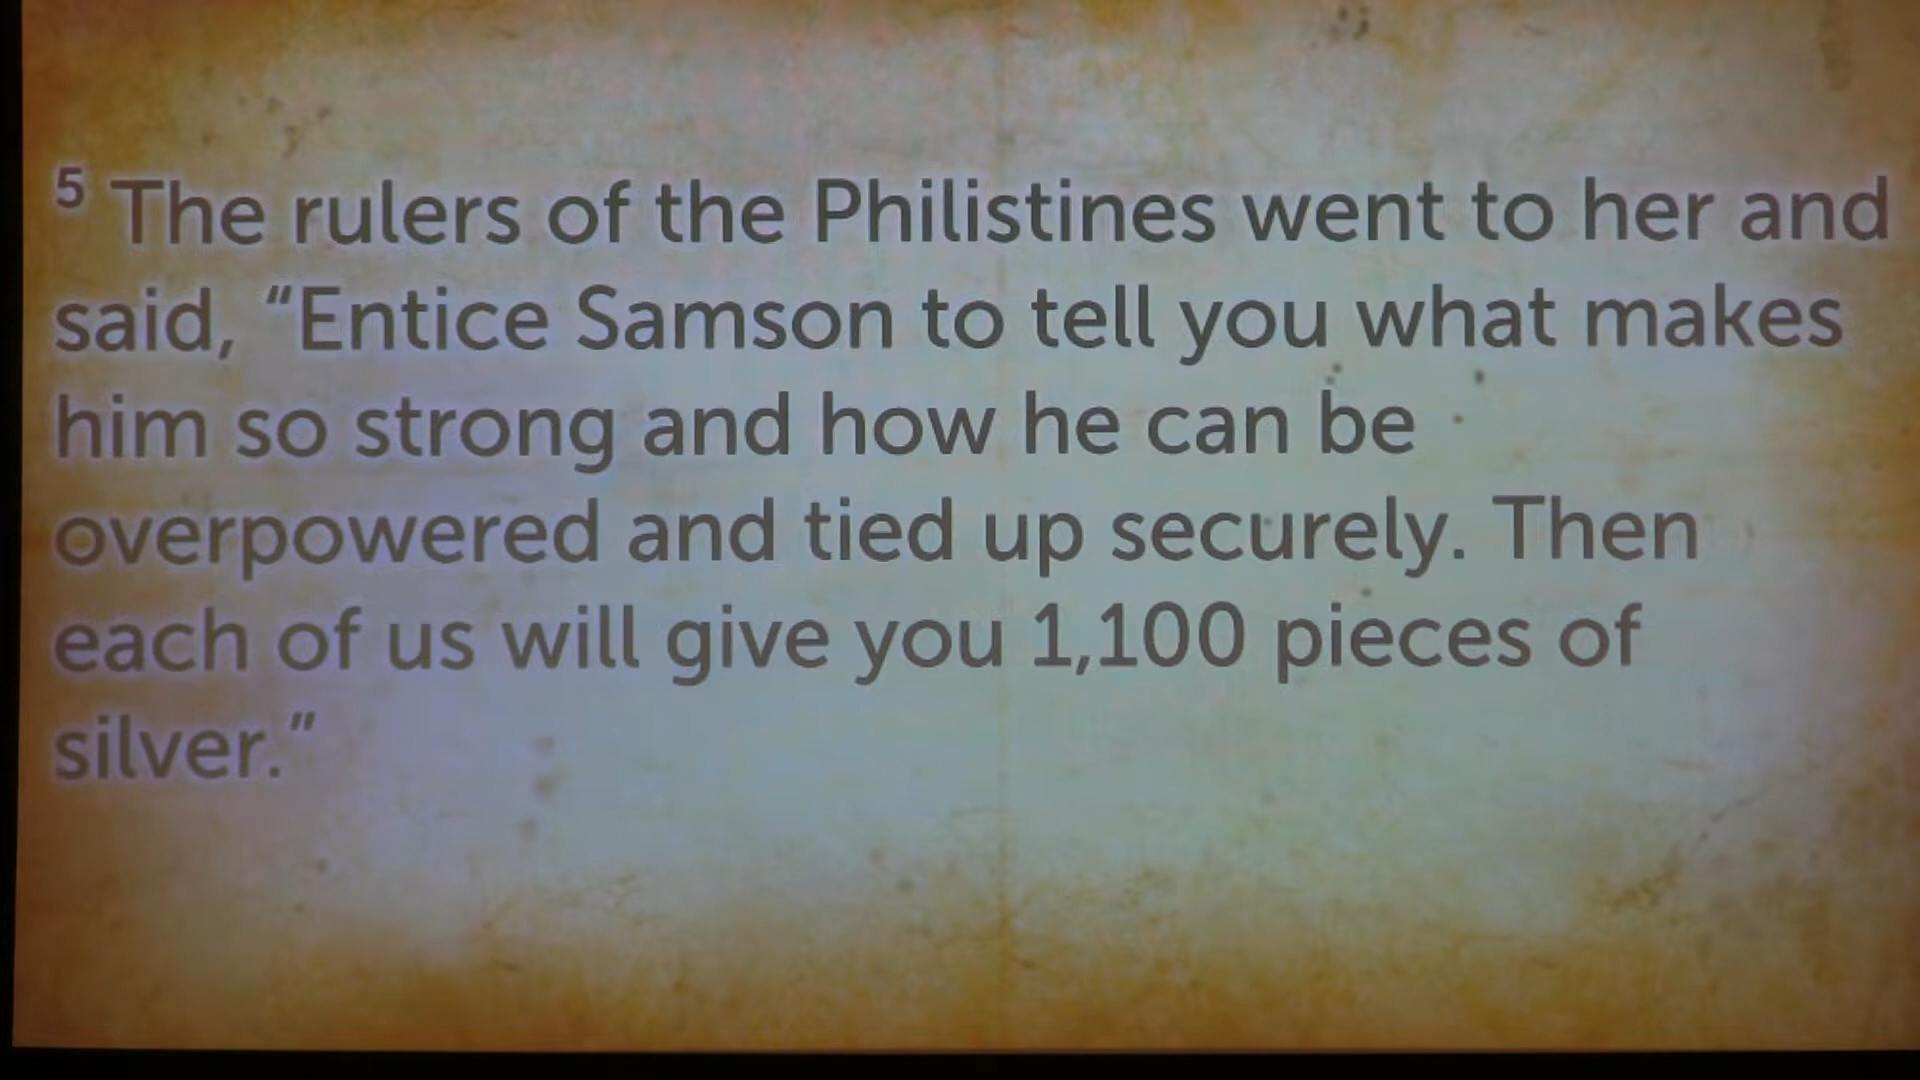 5 The rulers of the Philistines went to her and
said, “Entice Samson to tell you what makes
him so strong and how he can be
overpowered and tied up securely. Then
each of us will give you 1,100 pieces of
silver.”